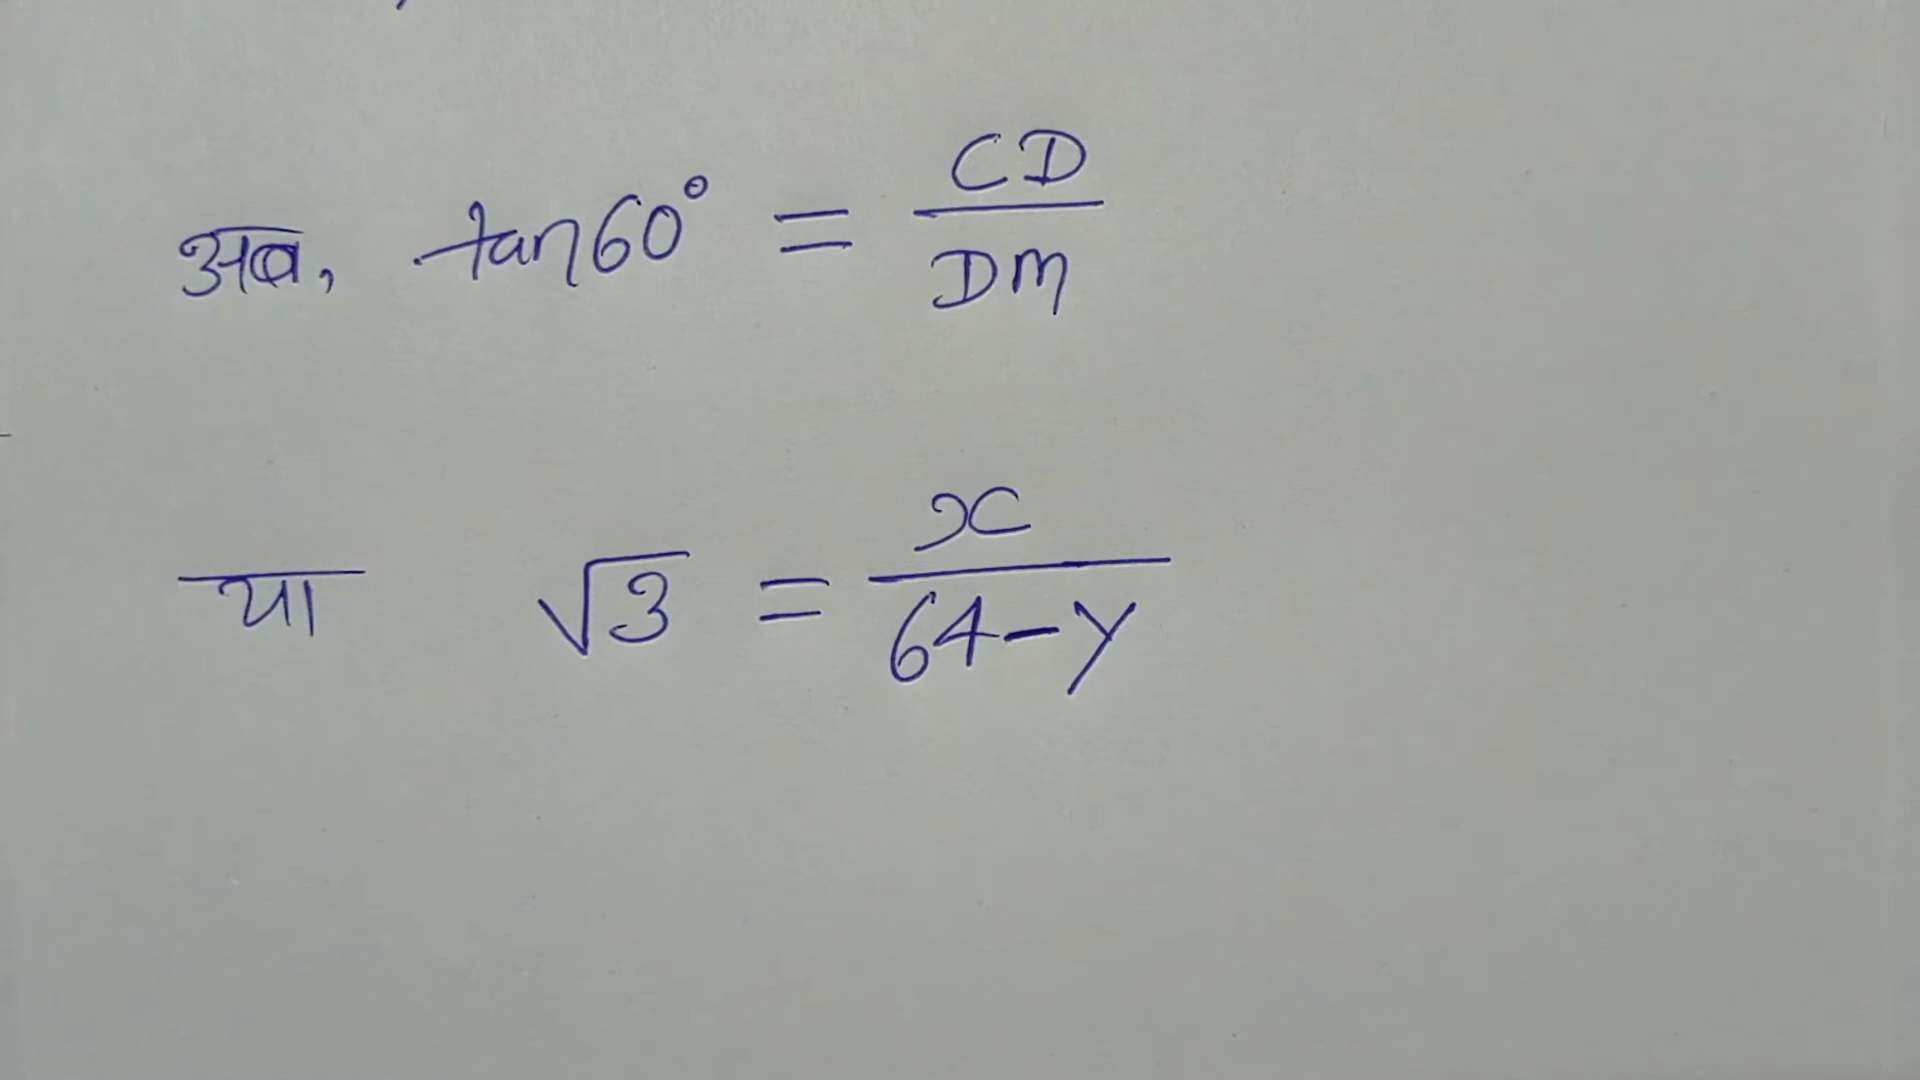 अब, tan60° = CD/DM
या √3 = x/64-y